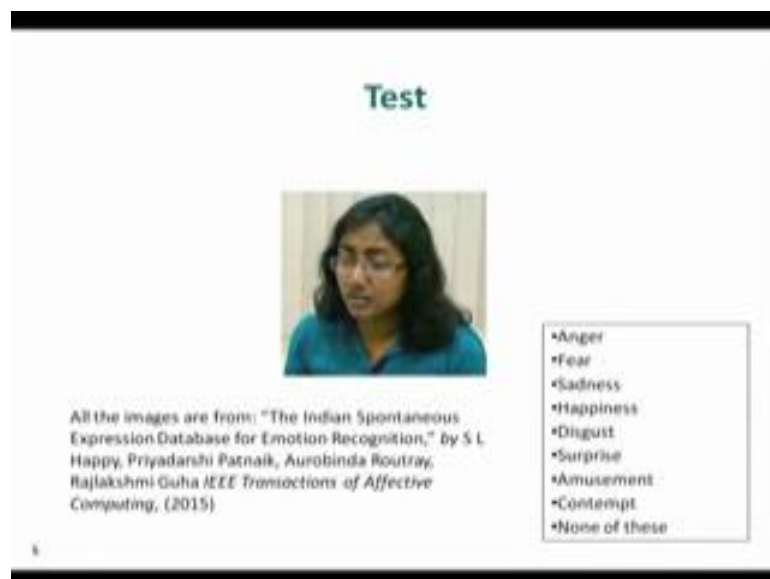 Test
All the images are from: "The Indian Spontaneous
Expression Database for Emotion Recognition," by S L
Happy, Priyadarshi Patnaik, Aurobinda Routray,
Rajlakshmi Guha IEEE Transactions of Affective
Computing, (2015)
•Anger
•Fear
•Sadness
•Happiness
•Disgust
•Surprise
•Amusement
•Contempt
•None of these